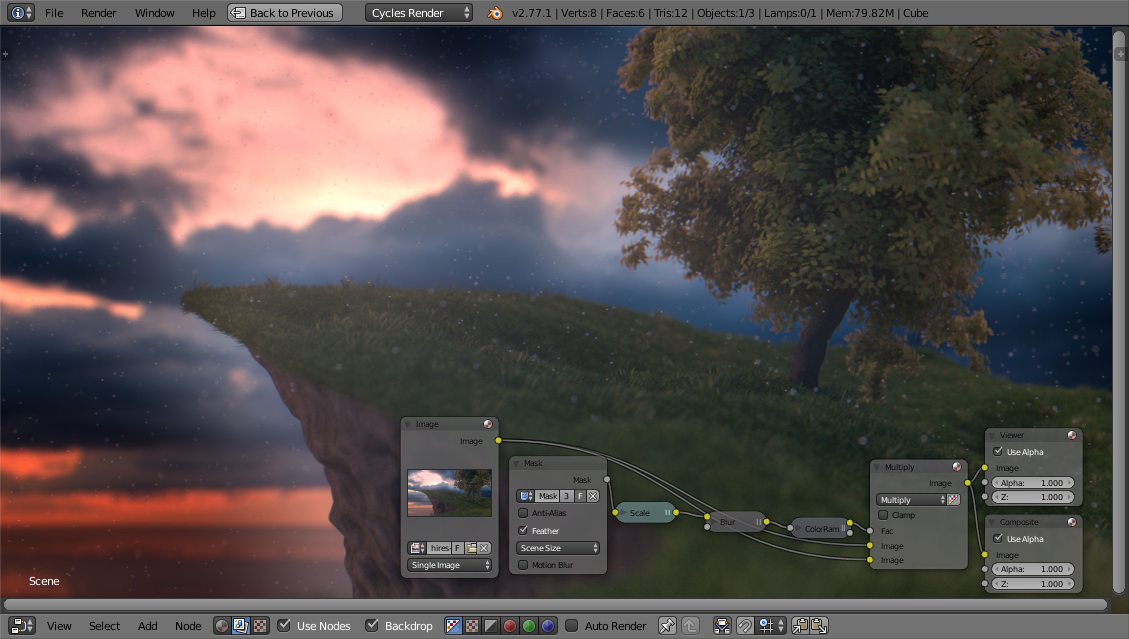 File Render Window Help Back to Previous Cycles Render v2.77.1 | Verts:8 | Faces:6 | Tris:12 | Objects:1/3 | Lamps:0/1 | Mem:79.82M | Cube
Image
Image
hires- F
Single Image
Mask
Mask
Mask 3 F
Anti-Alias
Feather
Scene Size
Motion Blur
Scale
Blur
ColorRam
Multiply
Image
Multiply
Clamp
Fac
Image
Image
Viewer
Use Alpha
Image
Alpha: 1.000
Z: 1.000
Composite
Use Alpha
Image
Alpha: 1.000
Z: 1.000
Scene
View Select Add Node Use Nodes Backdrop Auto Render